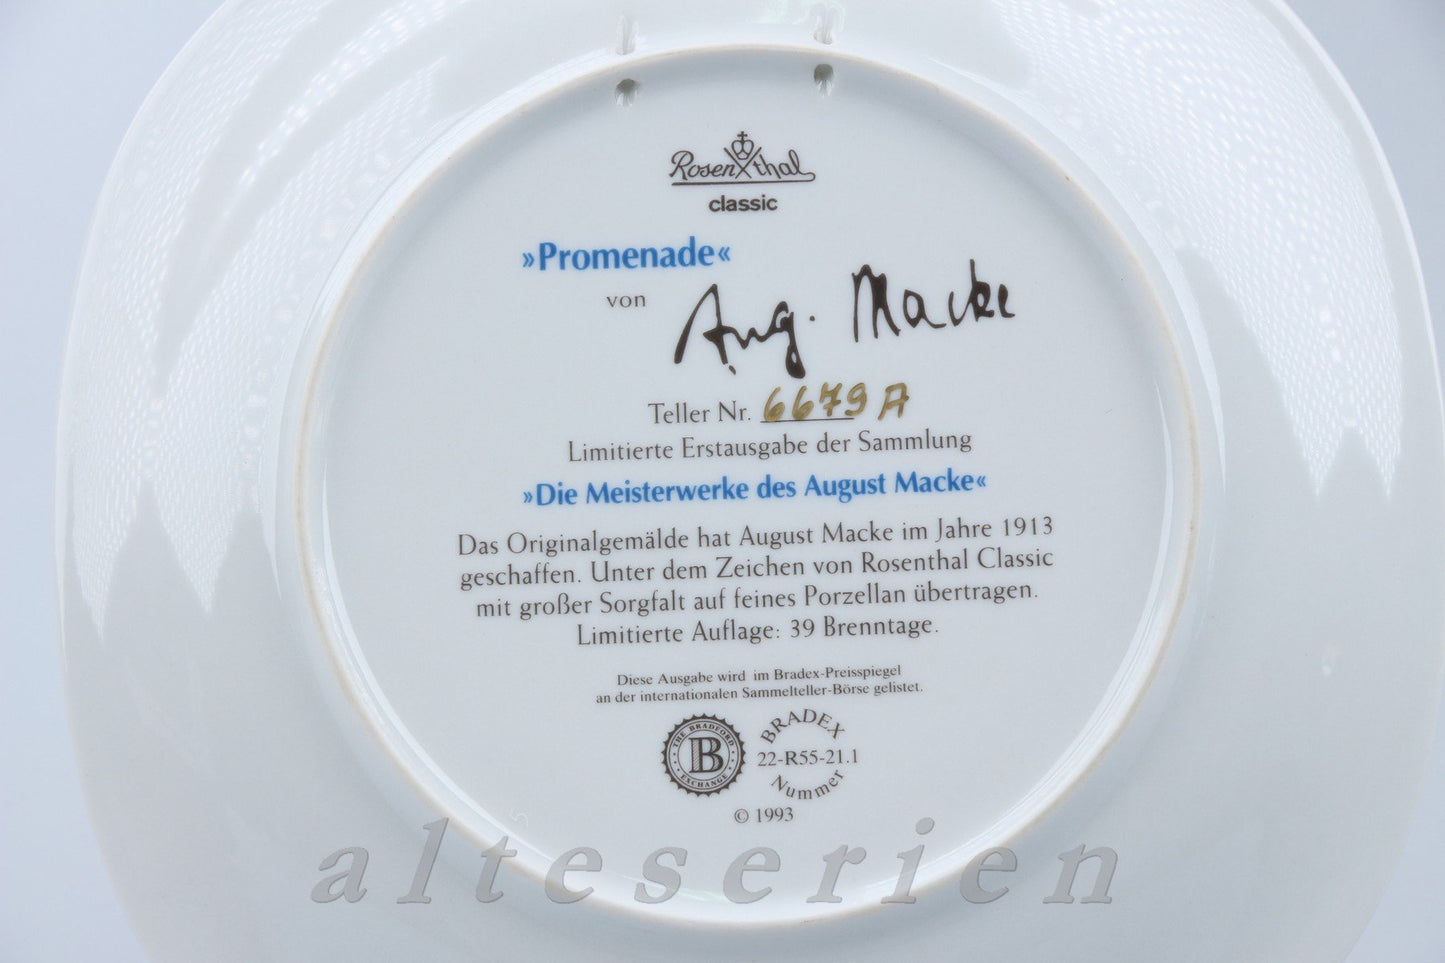 Rosenthal
classic
»Promenade«
von Aug. Macke
Teller Nr. 6679 A
Limitierte Erstausgabe der Sammlung
»Die Meisterwerke des August Macke«
Das Originalgemälde hat August Macke im Jahre 1913
geschaffen. Unter dem Zeichen von Rosenthal Classic
mit großer Sorgfalt auf feines Porzellan übertragen.
Limitierte Auflage: 39 Brenntage.
Diese Ausgabe wird im Bradex-Preisspiegel
an der internationalen Sammelteller-Börse gelistet.
THE BRADFORD
B
EXCHANGE
BRADEX
22-R55-21.1
Nummer
© 1993
5
alteserien